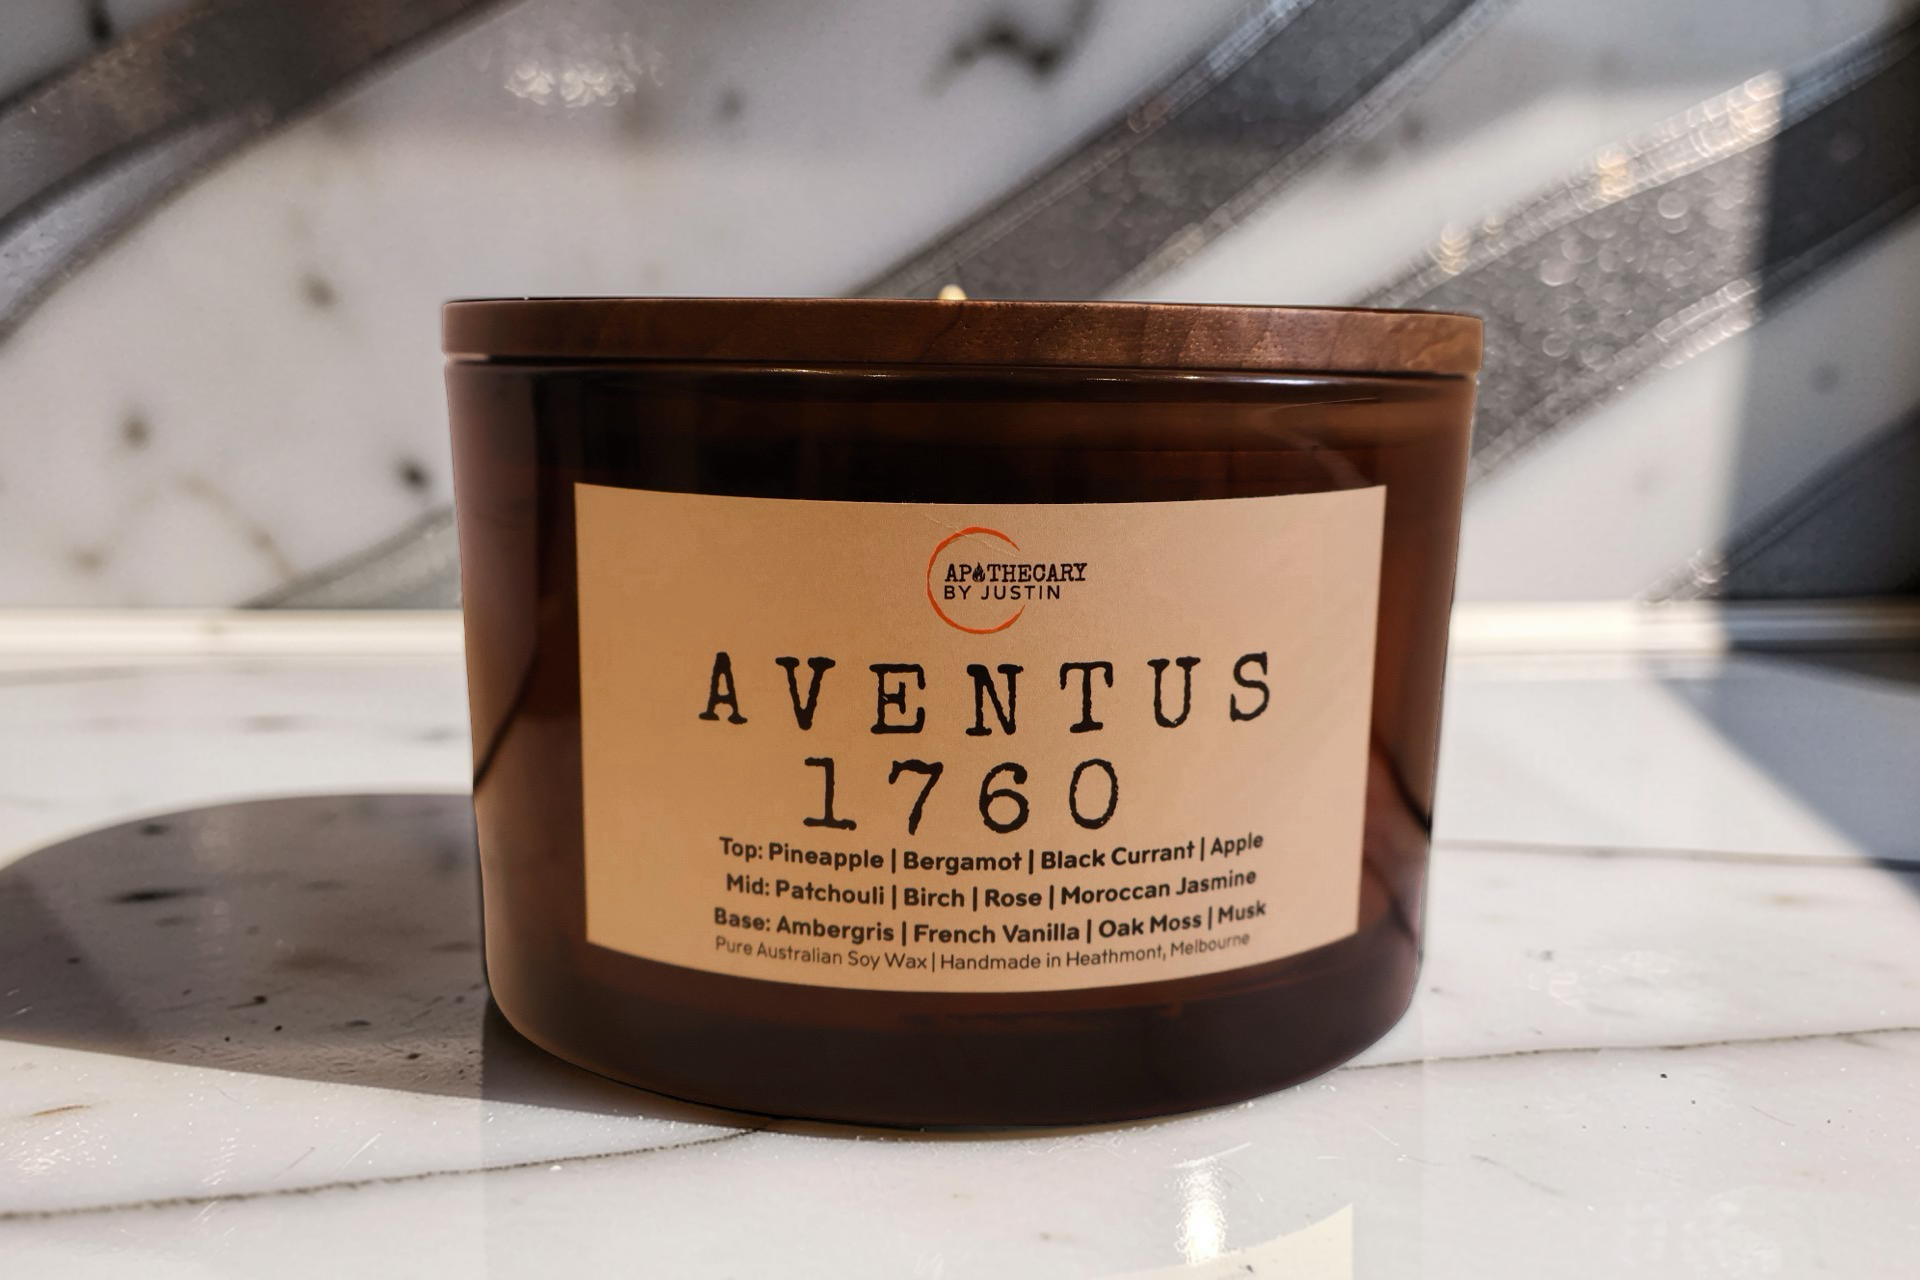 APOTHECARY
BY JUSTIN
AVENTUS
1760
Top: Pineapple | Bergamot | Black Currant | Apple
Mid: Patchouli | Birch | Rose | Moroccan Jasmine
Base: Ambergris | French Vanilla | Oak Moss | Musk
Pure Australian Soy Wax | Handmade in Heathmont, Melbourne